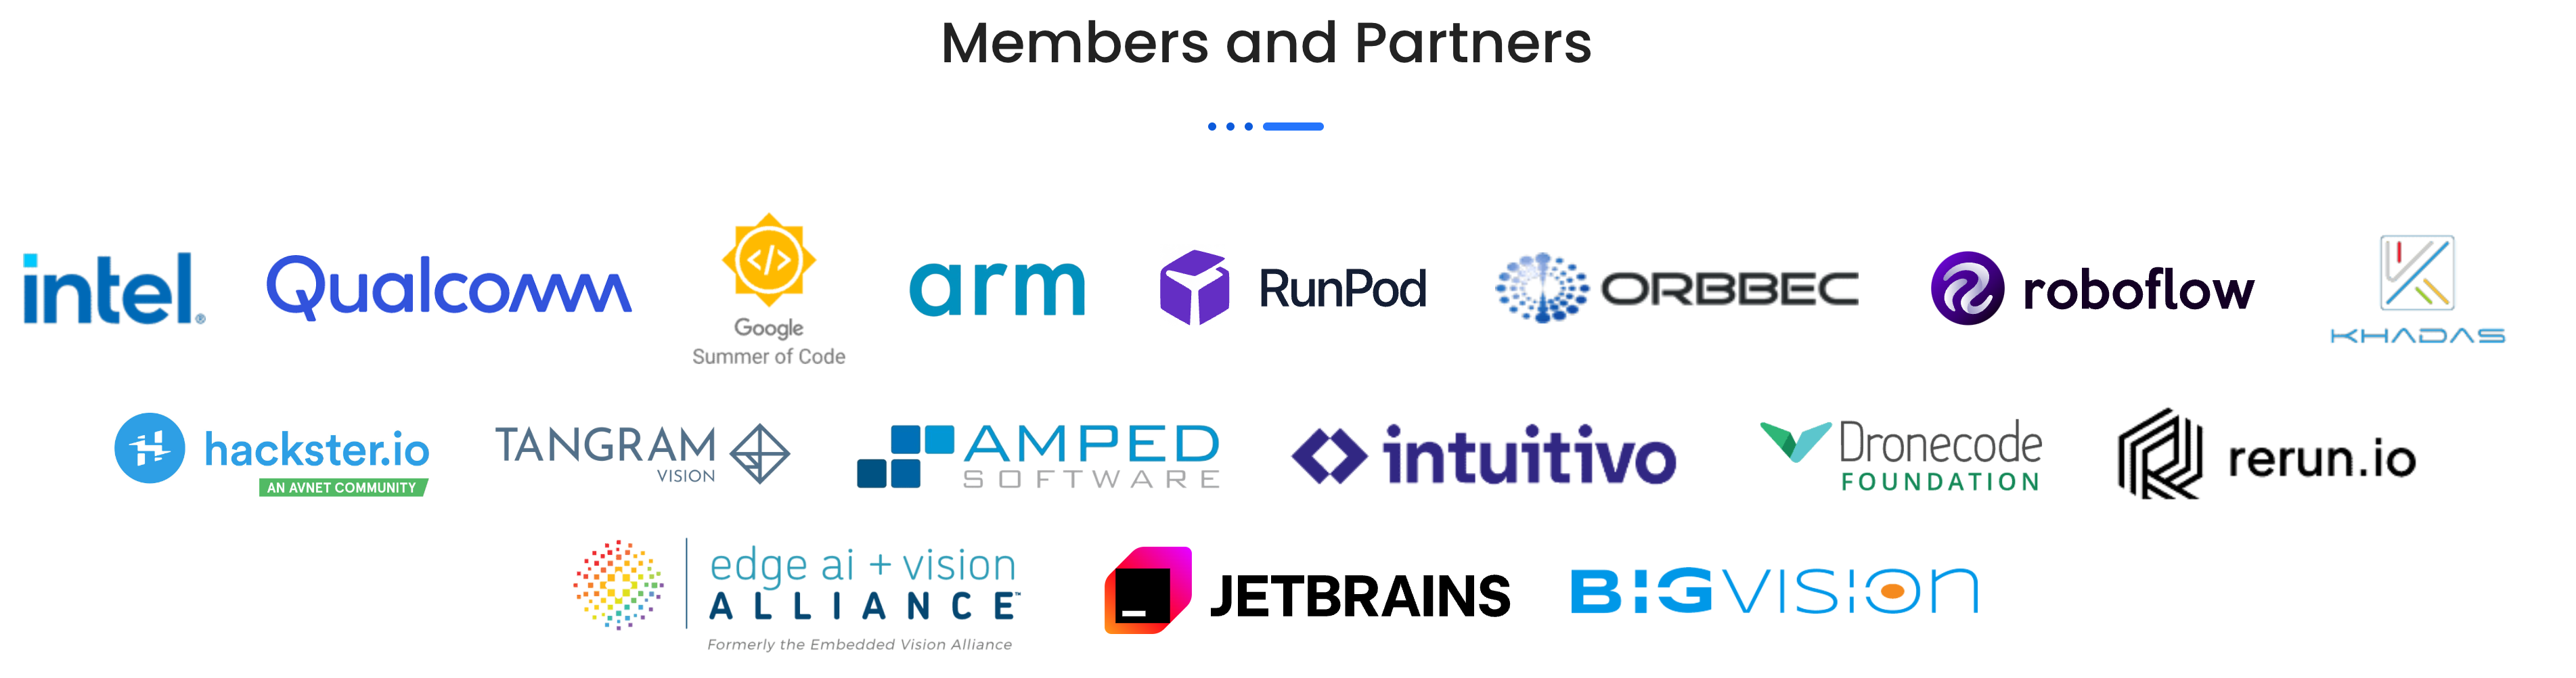 Members and Partners
intel®
Qualcomm
</>
Google
Summer of Code
arm
RunPod
ORBBEC
roboflow
KHADAS
hackster.io
AN AVNET COMMUNITY
TANGRAM
VISION
AMPED
SOFTWARE
intuitivo
Dronecode
FOUNDATION
rerun.io
edge ai + vision
ALLIANCE™
Formerly the Embedded Vision Alliance
JETBRAINS
BIGVISION